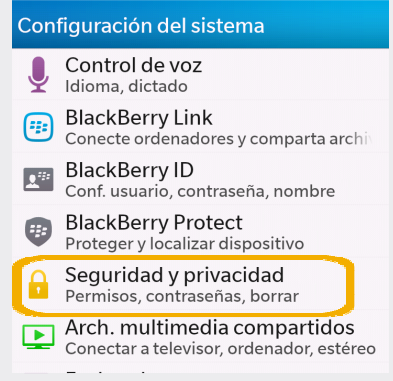 Configuración del sistema
Control de voz
Idioma, dictado
BlackBerry Link
Conecte ordenadores y comparta archi
BlackBerry ID
Conf. usuario, contraseña, nombre
BlackBerry Protect
Proteger y localizar dispositivo
Seguridad y privacidad
Permisos, contraseñas, borrar
Arch. multimedia compartidos
Conectar a televisor, ordenador, estéreo